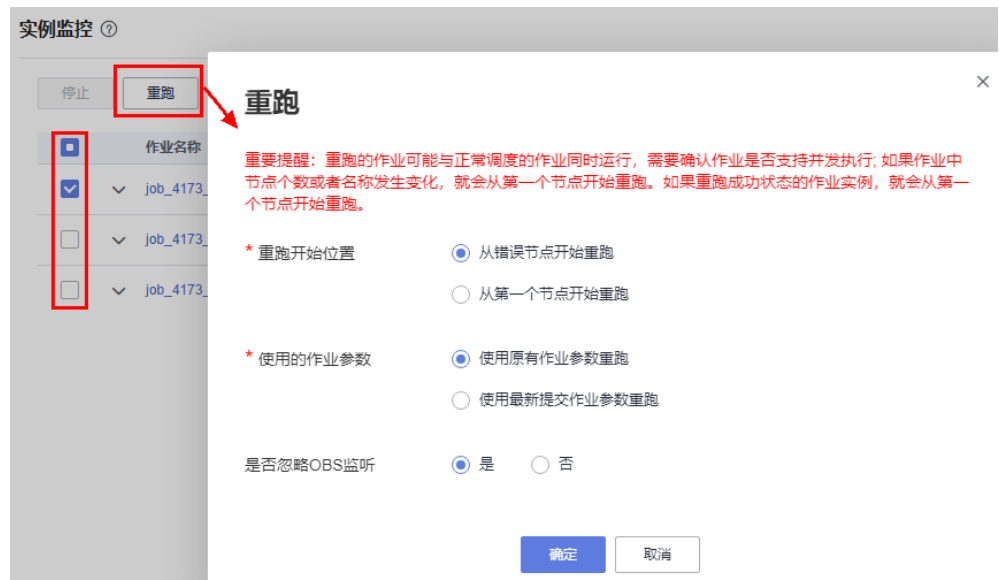 实例监控
停止 重跑
重跑
作业名称
重要提醒：重跑的作业可能与正常调度的作业同时运行，需要确认作业是否支持并发执行; 如果作业中
节点个数或者名称发生变化，就会从第一个节点开始重跑。如果重跑成功状态的作业实例，就会从第一
个节点开始重跑。
job_4173_
job_4173_
job_4173_
* 重跑开始位置 从错误节点开始重跑
从第一个节点开始重跑
* 使用的作业参数 使用原有作业参数重跑
使用最新提交作业参数重跑
是否忽略OBS监听 是 否
确定 取消